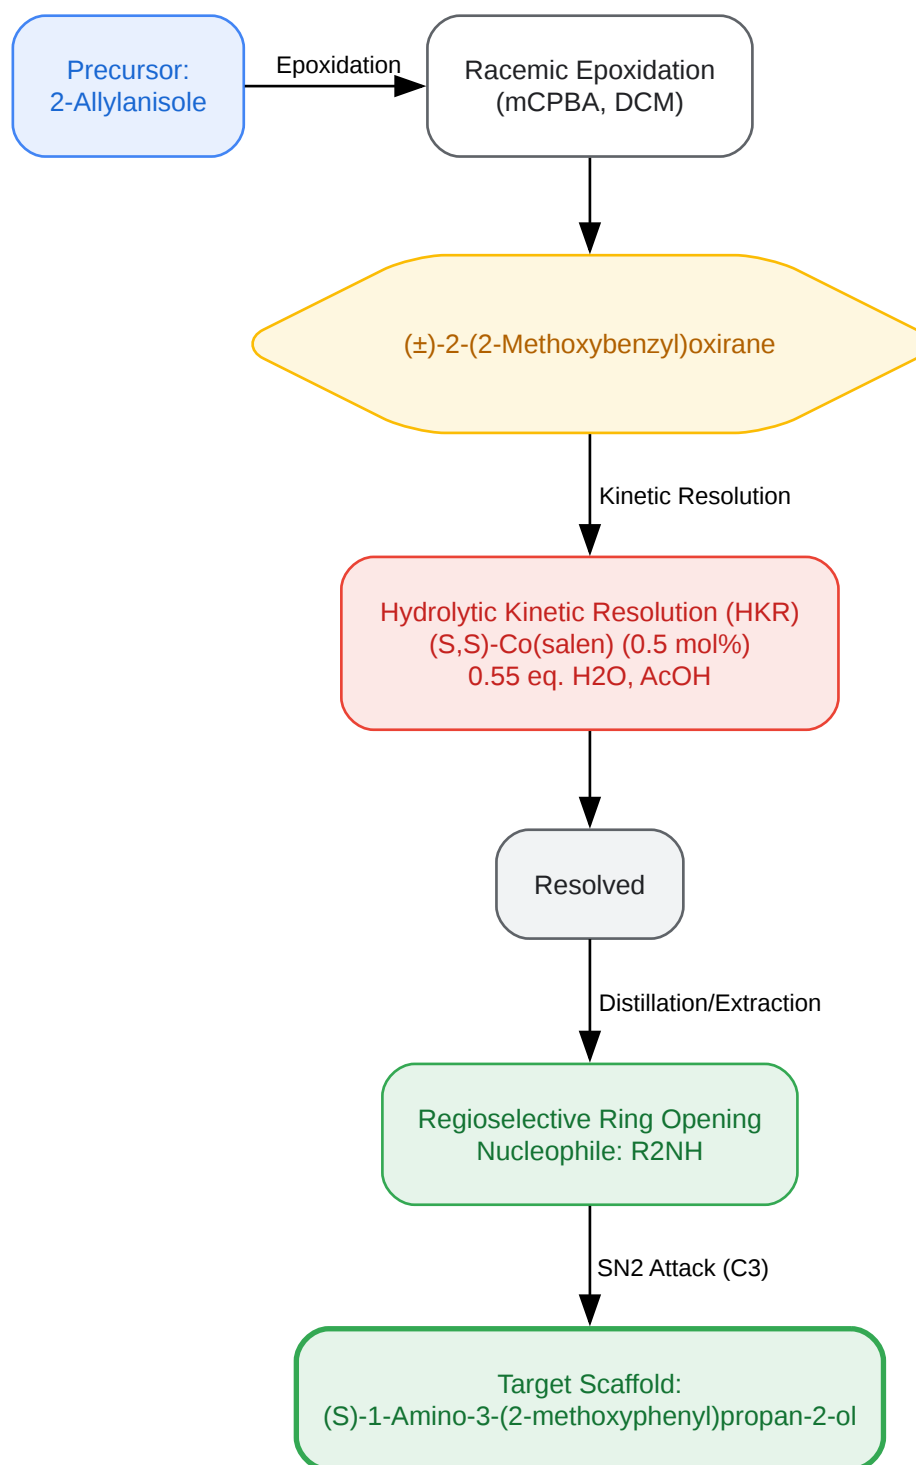 Precursor:
2-Allylanisole
Epoxidation
Racemic Epoxidation
(mCPBA, DCM)
(±)-2-(2-Methoxybenzyl)oxirane
Kinetic Resolution
Hydrolytic Kinetic Resolution (HKR)
(S,S)-Co(salen) (0.5 mol%)
0.55 eq. H2O, AcOH
Resolved
Distillation/Extraction
Regioselective Ring Opening
Nucleophile: R2NH
SN2 Attack (C3)
Target Scaffold:
(S)-1-Amino-3-(2-methoxyphenyl)propan-2-ol